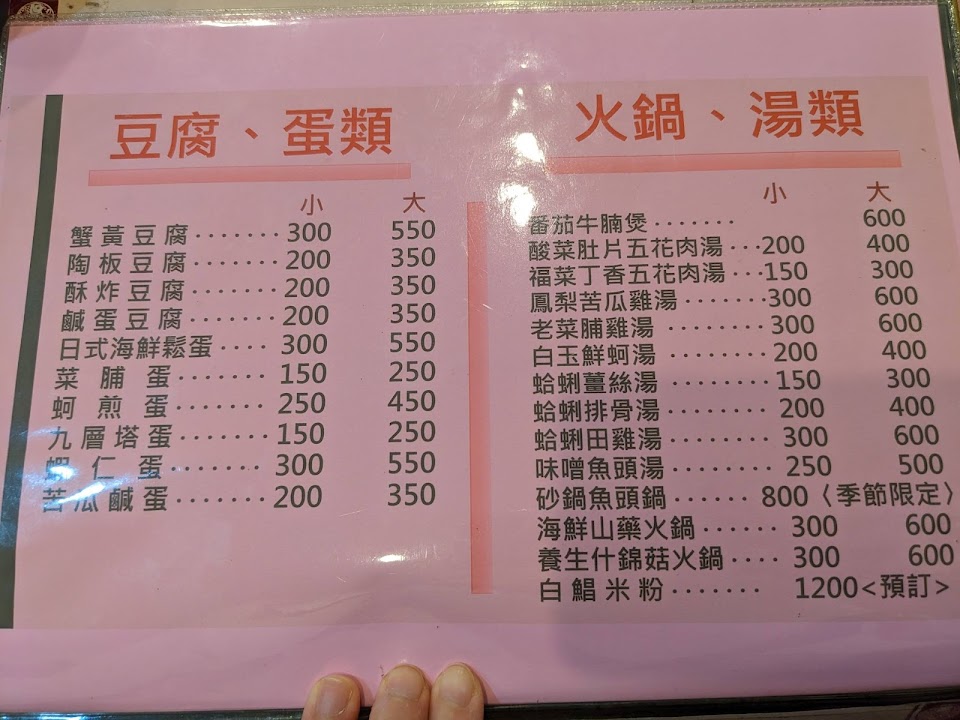 豆腐、蛋類
小 大
蟹黃豆腐······· 300 550
陶板豆腐········ 200 350
酥炸豆腐········ 200 350
鹹蛋豆腐········ 200 350
日式海鮮鬆蛋···· 300 550
菜脯蛋······· 150 250
蚵煎蛋······· 250 450
九層塔蛋······· 150 250
蝦仁蛋······· 300 550
苦瓜鹹蛋······· 200 350
火鍋、湯類
小 大
番茄牛腩煲······· 600
酸菜肚片五花肉湯···200 400
福菜丁香五花肉湯···150 300
鳳梨苦瓜雞湯·······300 600
老菜脯雞湯········ 300 600
白玉鮮蚵湯········ 200 400
蛤蜊薑絲湯········ 150 300
蛤蜊排骨湯········ 200 400
蛤蜊田雞湯········ 300 600
味噌魚頭湯········ 250 500
砂鍋魚頭鍋······ 800〈季節限定〉
海鮮山藥火鍋······ 300 600
養生什錦菇火鍋···· 300 600
白鯧米粉······· 1200<預訂>